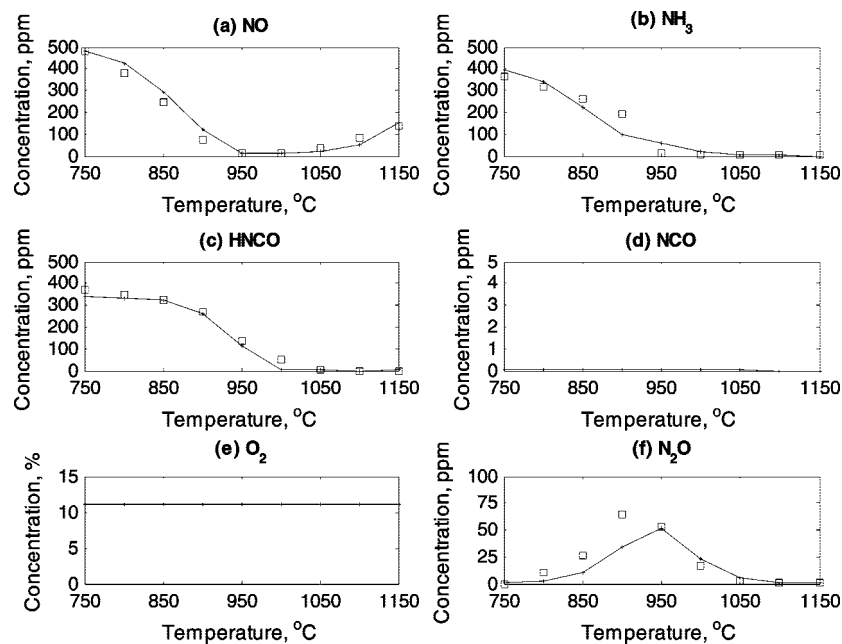 (a) NO
Concentration, ppm
500
400
300
200
100
0
750 850 950 1050 1150
Temperature, °C
(b) NH₃
Concentration, ppm
500
400
300
200
100
0
750 850 950 1050 1150
Temperature, °C
(c) HNCO
Concentration, ppm
500
400
300
200
100
0
750 850 950 1050 1150
Temperature, °C
(d) NCO
Concentration, ppm
5
4
3
2
1
0
750 850 950 1050 1150
Temperature, °C
(e) O₂
Concentration, %
15
10
5
0
750 850 950 1050 1150
Temperature, °C
(f) N₂O
Concentration, ppm
100
75
50
25
0
750 850 950 1050 1150
Temperature, °C